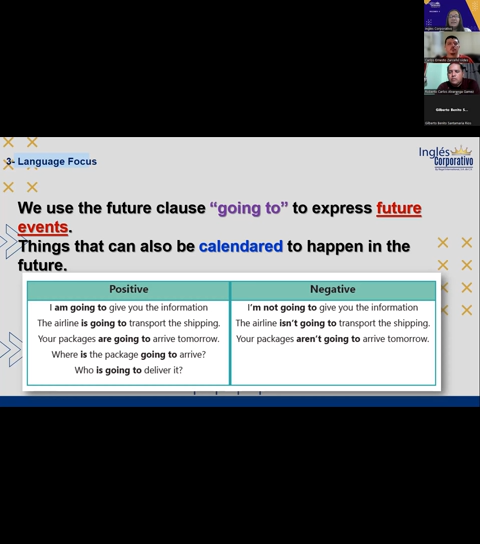 Inglés Corporativo
Gilberto Benito S...
3- Language Focus
Inglés
Corporativo
We use the future clause “going to” to express future
events.
Things that can also be calendared to happen in the
future.
Positive
Negative
I am going to give you the information
I'm not going to give you the information
The airline is going to transport the shipping.
The airline isn't going to transport the shipping.
Your packages are going to arrive tomorrow.
Your packages aren't going to arrive tomorrow.
Where is the package going to arrive?
Who is going to deliver it?